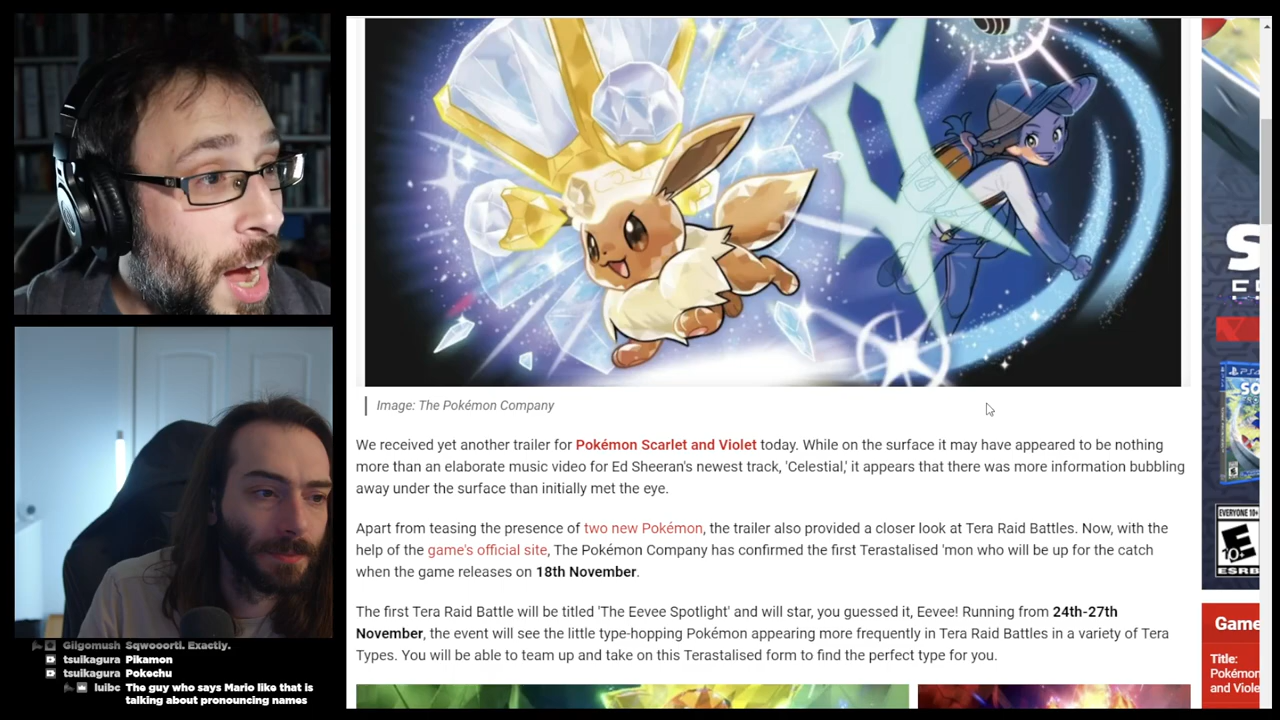 Image: The Pokémon Company
We received yet another trailer for Pokémon Scarlet and Violet today. While on the surface it may have appeared to be nothing
more than an elaborate music video for Ed Sheeran's newest track, 'Celestial,' it appears that there was more information bubbling
away under the surface than initially met the eye.
Apart from teasing the presence of two new Pokémon, the trailer also provided a closer look at Tera Raid Battles. Now, with the
help of the game's official site, The Pokémon Company has confirmed the first Terastalised 'mon who will be up for the catch
when the game releases on 18th November.
The first Tera Raid Battle will be titled 'The Eevee Spotlight' and will star, you guessed it, Eevee! Running from 24th-27th
November, the event will see the little type-hopping Pokémon appearing more frequently in Tera Raid Battles in a variety of Tera
Types. You will be able to team up and take on this Terastalised form to find the perfect type for you.
Gilgomush Sqwooortl. Exactly.
tsuikagura Pikamon
tsuikagura Pokechu
luibc The guy who says Mario like that is
talking about pronouncing names
PS4
SO
EVERYONE 10+
E
10+
ESRB
Game
Title:
Pokémon
and Viole